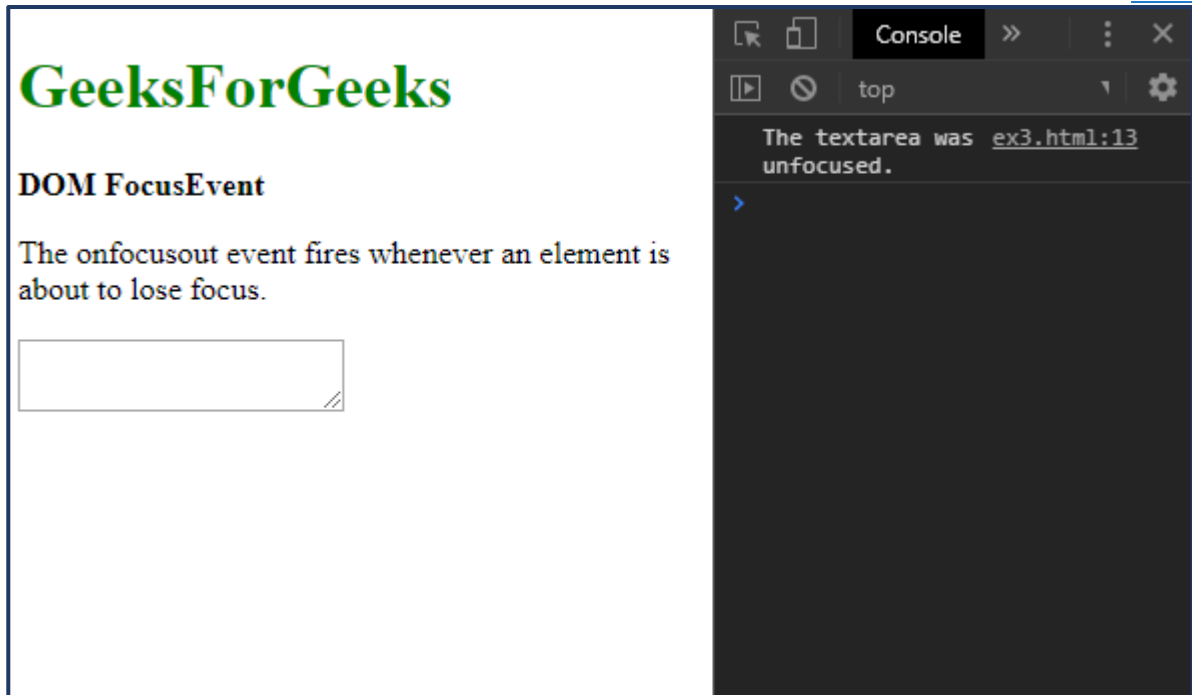 GeeksForGeeks
DOM FocusEvent
The onfocusout event fires whenever an element is
about to lose focus.
Console
top
The textarea was ex3.html:13
unfocused.